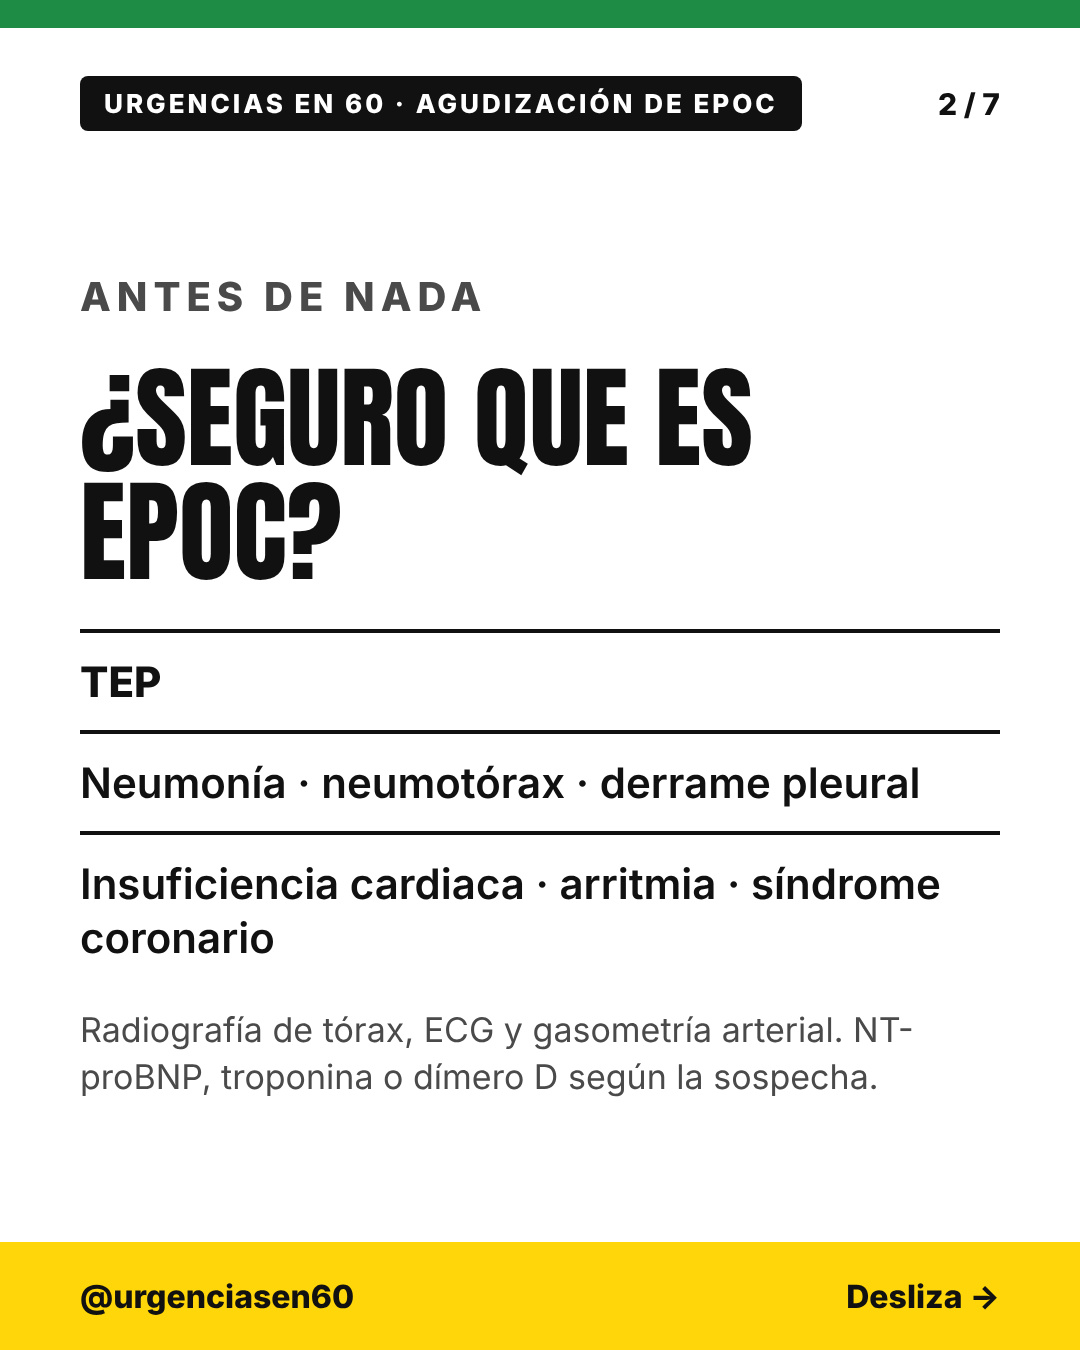 URGENCIAS EN 60 · AGUDIZACIÓN DE EPOC
2 / 7
ANTES DE NADA
¿SEGURO QUE ES
EPOC?
TEP
Neumonía · neumotórax · derrame pleural
Insuficiencia cardiaca · arritmia · síndrome
coronario
Radiografía de tórax, ECG y gasometría arterial. NT-
proBNP, troponina o dímero D según la sospecha.
@urgenciasen60
Desliza →